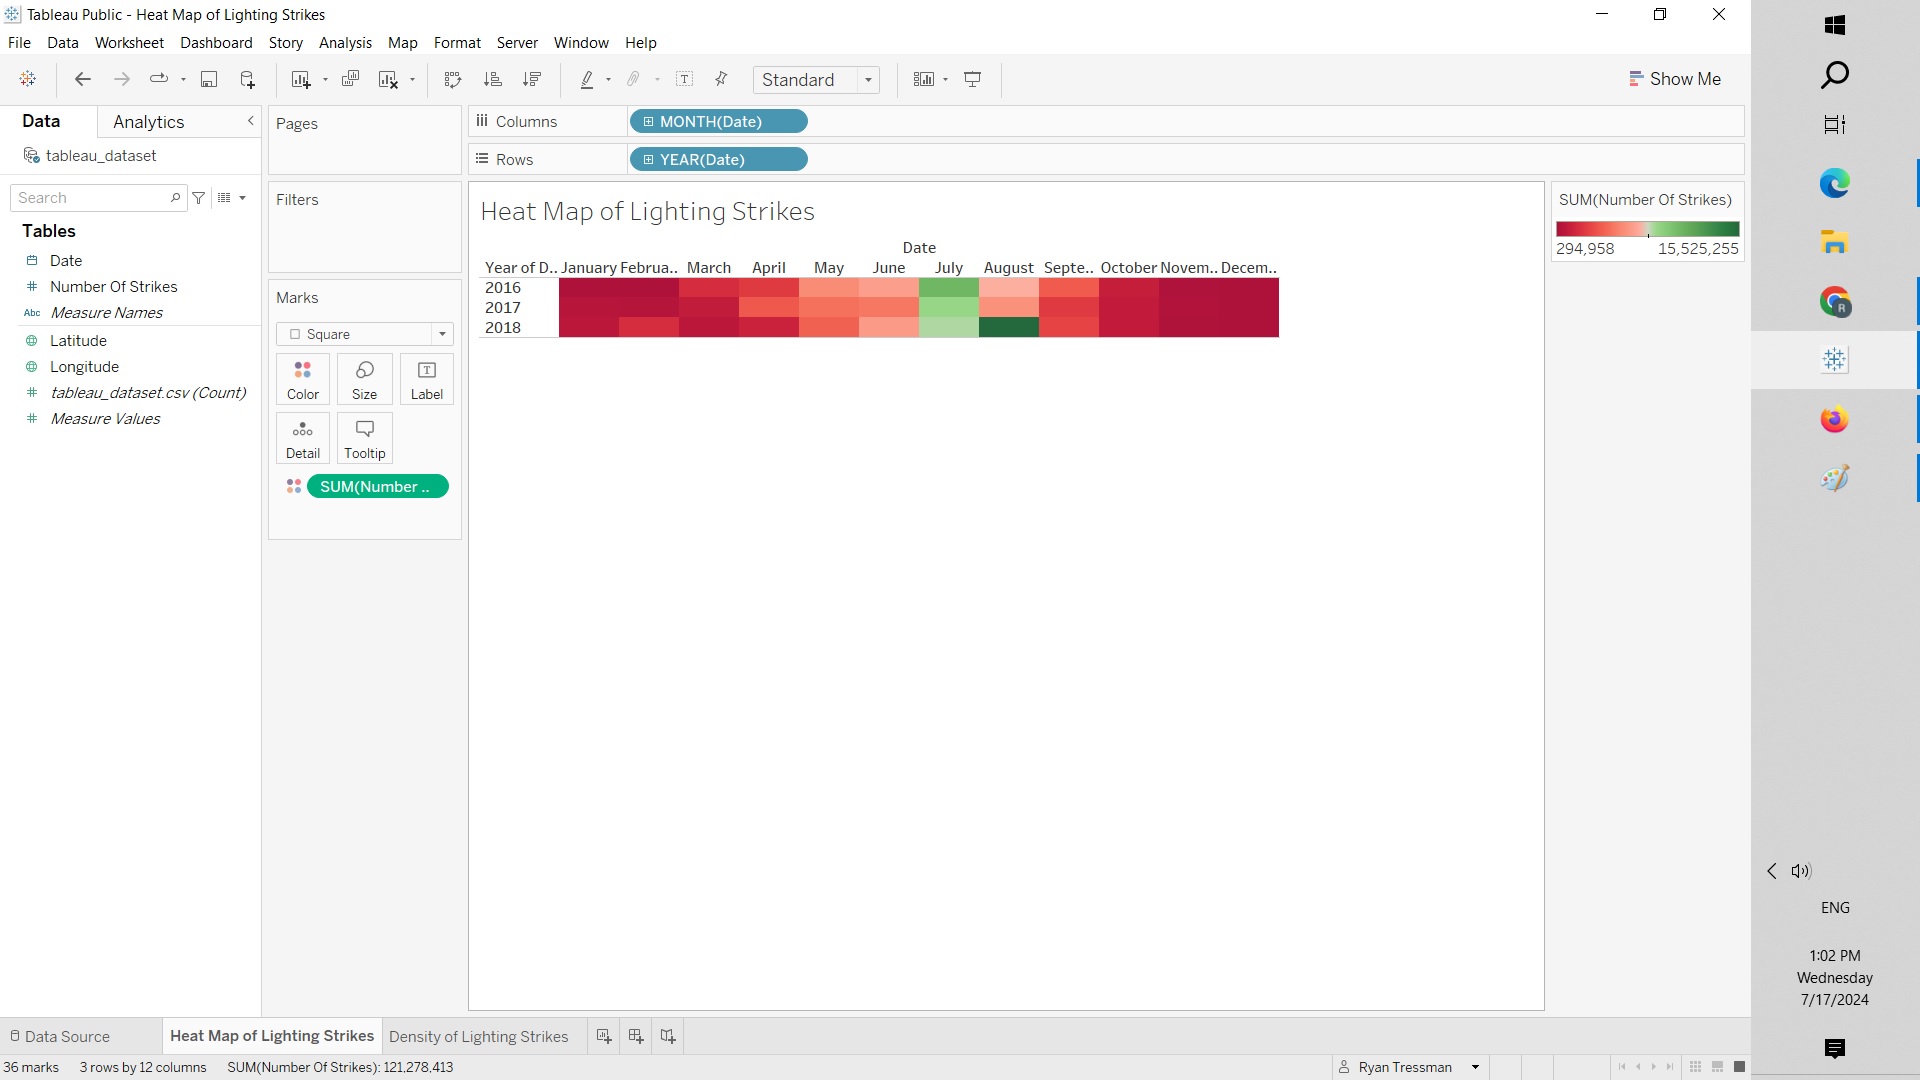 Tableau Public - Heat Map of Lighting Strikes
File Data Worksheet Dashboard Story Analysis Map Format Server Window Help
Standard
Show Me
Data Analytics
tableau_dataset
Search
Tables
Date
Number Of Strikes
Abc Measure Names
Latitude
Longitude
tableau_dataset.csv (Count)
Measure Values
Pages
Filters
Marks
Square
Color Size Label
Detail Tooltip
SUM(Number ..
Columns MONTH(Date)
Rows YEAR(Date)
Heat Map of Lighting Strikes
Date
Year of D.. January Februa.. March April May June July August Septe.. October Novem.. Decem..
2016
2017
2018
SUM(Number Of Strikes)
294,958 15,525,255
R
ENG
1:02 PM
Wednesday
7/17/2024
Data Source Heat Map of Lighting Strikes Density of Lighting Strikes
36 marks 3 rows by 12 columns SUM(Number Of Strikes): 121,278,413 Ryan Tressman